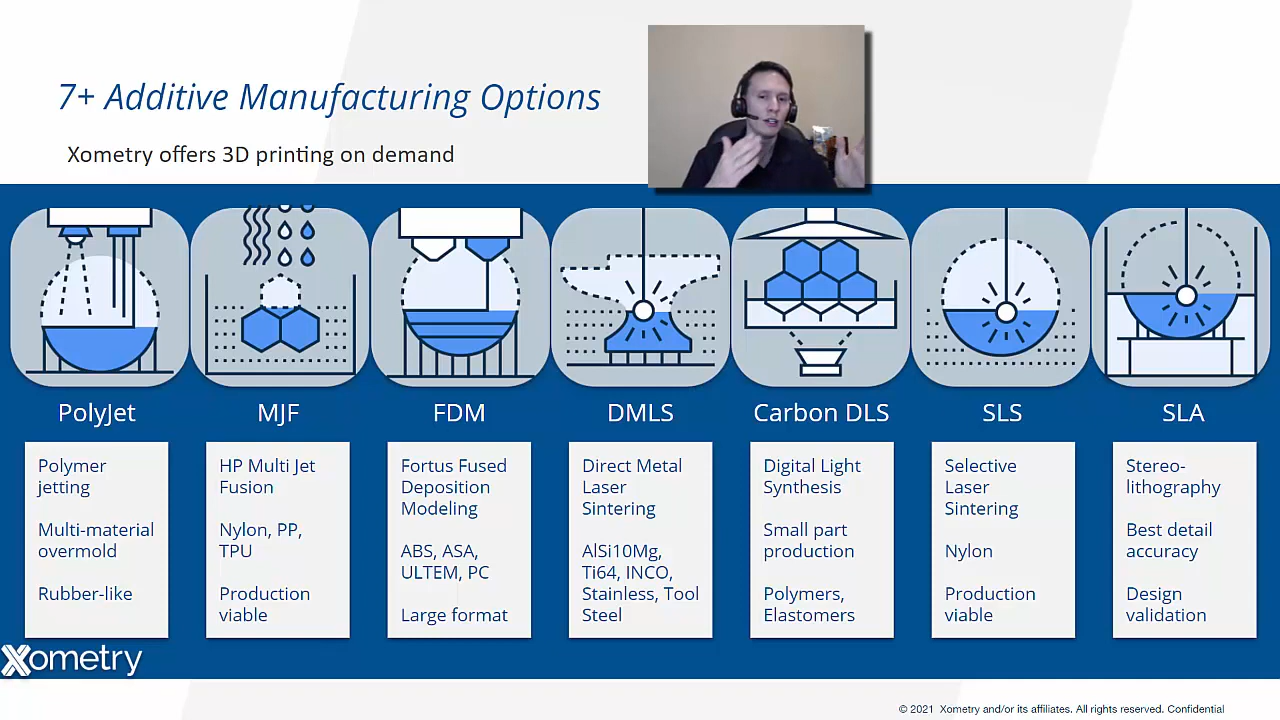 7+ Additive Manufacturing Options
Xometry offers 3D printing on demand
PolyJet
MJF
FDM
DMLS
Carbon DLS
SLS
SLA
Polymer
jetting
Multi-material
overmold
Rubber-like
HP Multi Jet
Fusion
Nylon, PP,
TPU
Production
viable
Fortus Fused
Deposition
Modeling
ABS, ASA,
ULTEM, PC
Large format
Direct Metal
Laser
Sintering
AlSi10Mg,
Ti64, INCO,
Stainless, Tool
Steel
Digital Light
Synthesis
Small part
production
Polymers,
Elastomers
Selective
Laser
Sintering
Nylon
Production
viable
Stereo-
lithography
Best detail
accuracy
Design
validation
Xometry
© 2021 Xometry and/or its affiliates. All rights reserved. Confidential